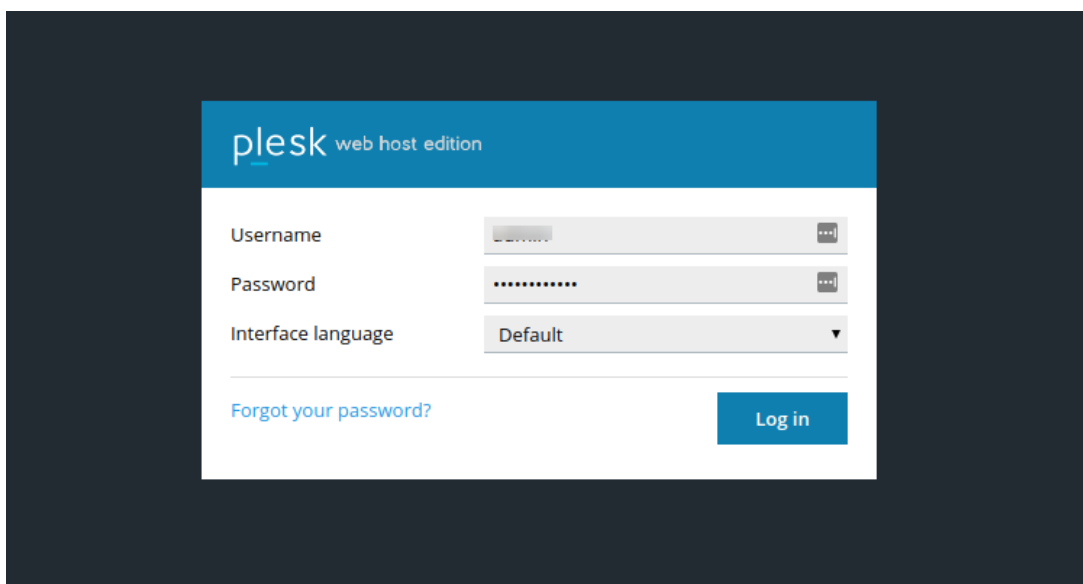 plesk web host edition
Username
Password ••••••••••••
Interface language Default
Forgot your password? Log in